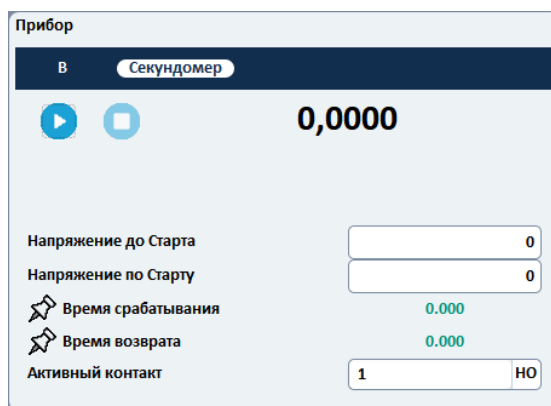 Прибор
В Секундомер
0,0000
Напряжение до Старта 0
Напряжение по Старту 0
Время срабатывания 0.000
Время возврата 0.000
Активный контакт 1 НО